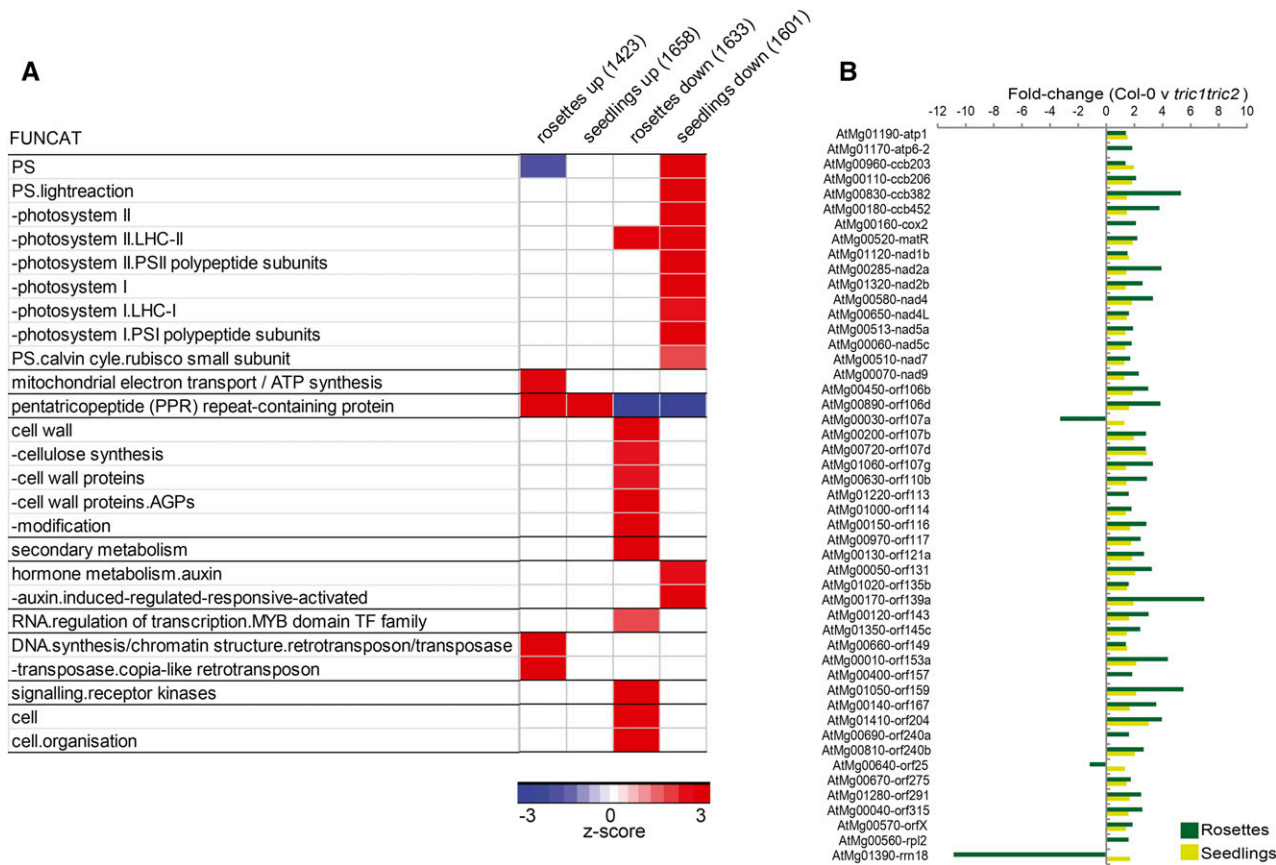 A
rosettes up (1423)
seedlings up (1658)
rosettes down (1633)
seedlings down (1601)
FUNCAT
PS
PS.lightreaction
-photosystem II
-photosystem II.LHC-II
-photosystem II.PSII polypeptide subunits
-photosystem I
-photosystem I.LHC-I
-photosystem I.PSI polypeptide subunits
PS.calvin cyle.rubisco small subunit
mitochondrial electron transport / ATP synthesis
pentatricopeptide (PPR) repeat-containing protein
cell wall
-cellulose synthesis
-cell wall proteins
-cell wall proteins.AGPs
-modification
secondary metabolism
hormone metabolism.auxin
-auxin.induced-regulated-responsive-activated
RNA.regulation of transcription.MYB domain TF family
DNA.synthesis/chromatin structure.retrotransposon/transposase
-transposase.copia-like retrotransposon
signalling.receptor kinases
cell
cell.organisation
-3 0 3
z-score
B
Fold-change (Col-0 v tric1tric2)
-12 -10 -8 -6 -4 -2 0 2 4 6 8 10
AtMg01190-atp1
AtMg01170-atp6-2
AtMg00960-ccb203
AtMg00110-ccb206
AtMg00830-ccb382
AtMg00180-ccb452
AtMg00160-cox2
AtMg00520-matR
AtMg01120-nad1b
AtMg00285-nad2a
AtMg01320-nad2b
AtMg00580-nad4
AtMg00650-nad4L
AtMg00513-nad5a
AtMg00060-nad5c
AtMg00510-nad7
AtMg00070-nad9
AtMg00450-orf106b
AtMg00890-orf106d
AtMg00030-orf107a
AtMg00200-orf107b
AtMg00720-orf107d
AtMg01060-orf107g
AtMg00630-orf110b
AtMg01220-orf113
AtMg01000-orf114
AtMg00150-orf116
AtMg00970-orf117
AtMg00130-orf121a
AtMg00050-orf131
AtMg01020-orf135b
AtMg00170-orf139a
AtMg00120-orf143
AtMg01350-orf145c
AtMg00660-orf149
AtMg00010-orf153a
AtMg00400-orf157
AtMg01050-orf159
AtMg00140-orf167
AtMg01410-orf204
AtMg00690-orf240a
AtMg00810-orf240b
AtMg00640-orf25
AtMg00670-orf275
AtMg01280-orf291
AtMg00040-orf315
AtMg00570-orfX
AtMg00560-rpl2
AtMg01390-rrn18
Rosettes
Seedlings